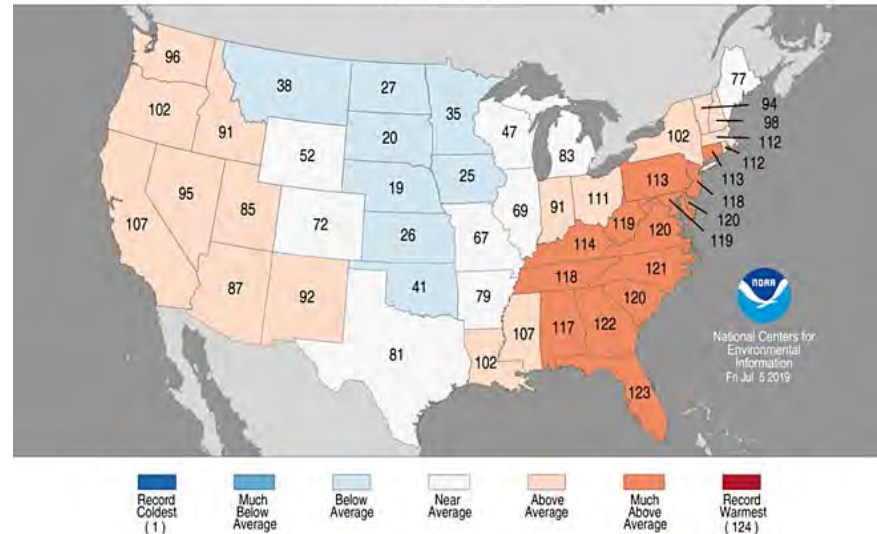 96
38
27
35
77
102
91
52
20
47
83
102
94
98
112
112
113
118
120
119
107
95
85
72
19
25
69
91
111
113
119
120
26
67
114
121
87
92
41
79
118
120
81
102
107
117
122
123
NOAA
National Centers for
Environmental
Information
Fri Jul 5 2019
Record
Coldest
( 1 )
Much
Below
Average
Below
Average
Near
Average
Above
Average
Much
Above
Average
Record
Warmest
( 124 )